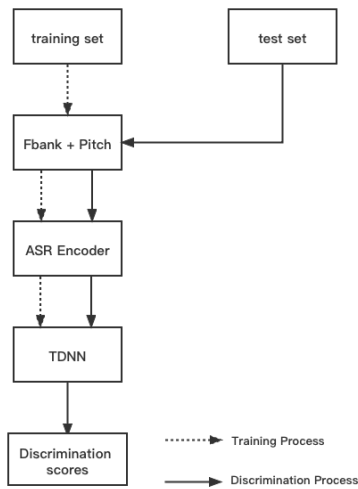 training set
test set
Fbank + Pitch
ASR Encoder
TDNN
Discrimination
scores
Training Process
Discrimination Process